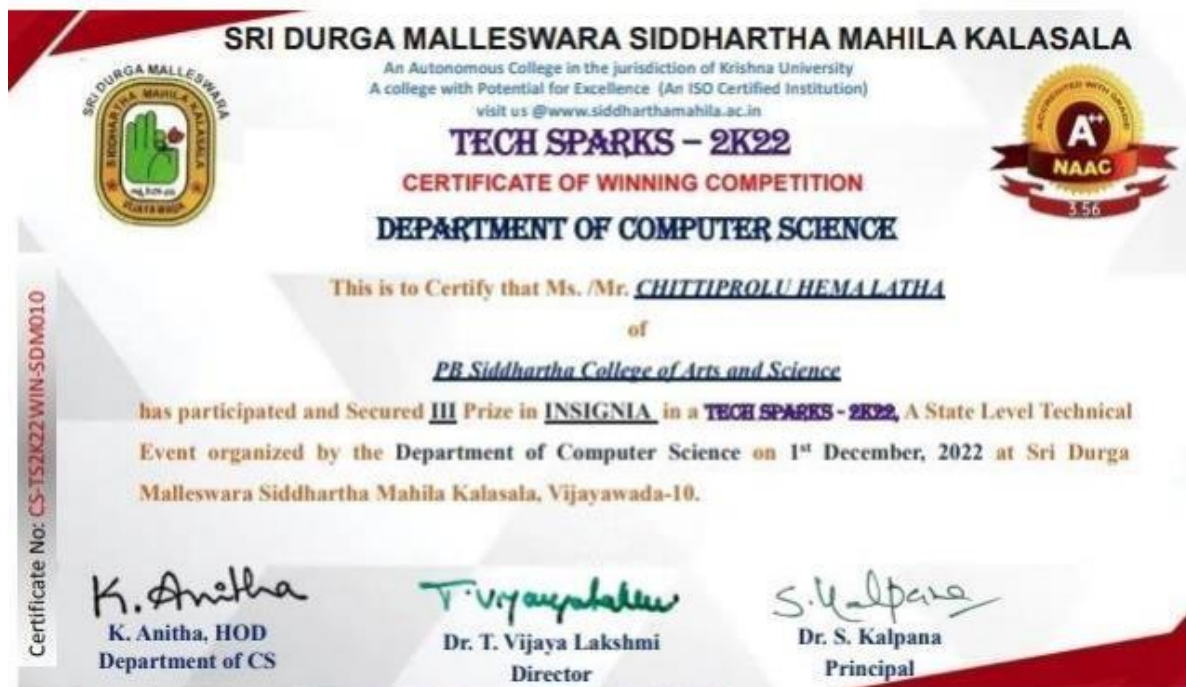 SRI DURGA MALLESWARA SIDDHARTHA MAHILA KALASALA
An Autonomous College in the jurisdiction of Krishna University
A college with Potential for Excellence (An ISO Certified Institution)
visit us @www.siddharthamahila.ac.in
TECH SPARKS – 2K22
CERTIFICATE OF WINNING COMPETITION
DEPARTMENT OF COMPUTER SCIENCE
SRI DURGA MALLESWARA
SIDDHARTHA MAHILA KALASALA
VIJAYAWADA
ACCREDITED WITH GRADE
A++
NAAC
3.56
This is to Certify that Ms. /Mr. CHITTIPROLU HEMA LATHA
of
PB Siddhartha College of Arts and Science
has participated and Secured III Prize in INSIGNIA in a TECH SPARKS - 2K22, A State Level Technical
Event organized by the Department of Computer Science on 1st December, 2022 at Sri Durga
Malleswara Siddhartha Mahila Kalasala, Vijayawada-10.
Certificate No: CS-TS2K22WIN-SDM010
K. Anitha
K. Anitha, HOD
Department of CS
Dr. T. Vijaya Lakshmi
Director
S. Kalpana
Dr. S. Kalpana
Principal